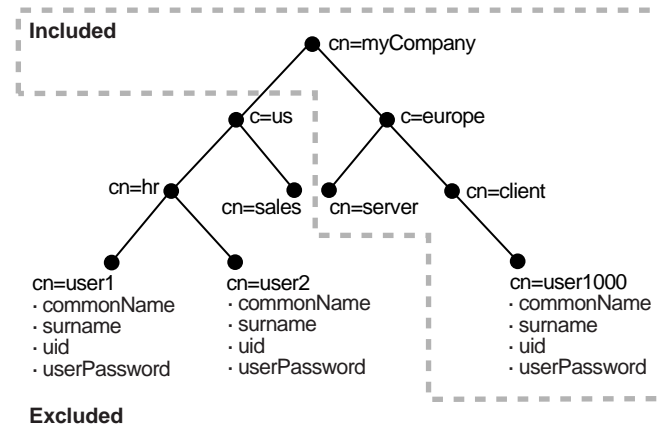 Included
cn=myCompany
c=us
c=europe
cn=hr
cn=sales
cn=server
cn=client
cn=user1
· commonName
· surname
· uid
· userPassword
cn=user2
· commonName
· surname
· uid
· userPassword
cn=user1000
· commonName
· surname
· uid
· userPassword
Excluded